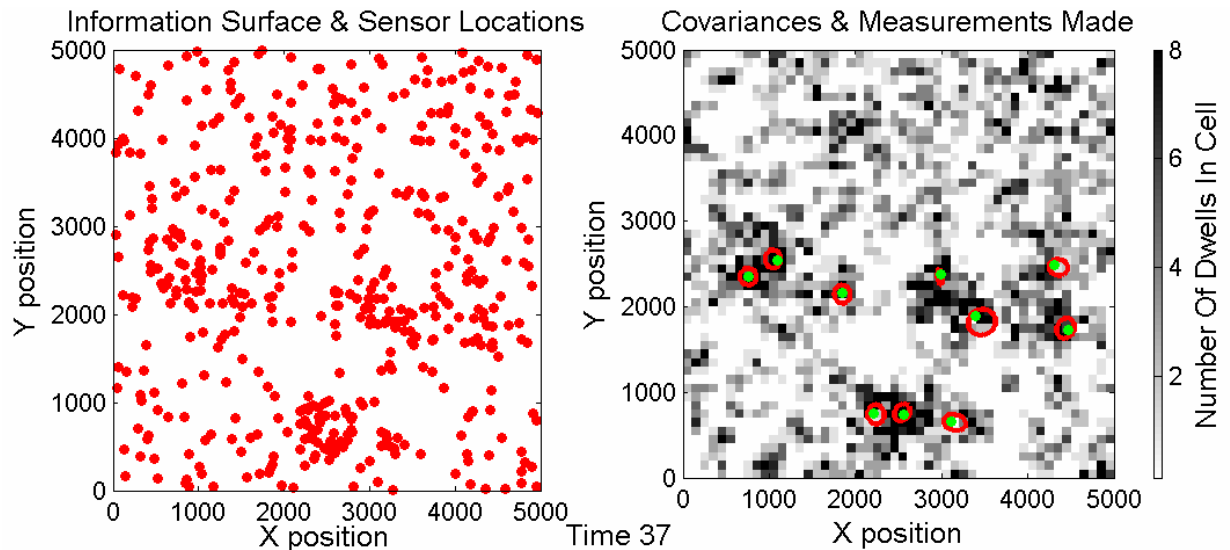 Information Surface & Sensor Locations
5000
4000
3000
2000
1000
0
Y position
0 1000 2000 3000 4000 5000
X position
Time 37
Covariances & Measurements Made
5000
4000
3000
2000
1000
0
Y position
0 1000 2000 3000 4000 5000
X position
8
6
4
2
Number Of Dwells In Cell